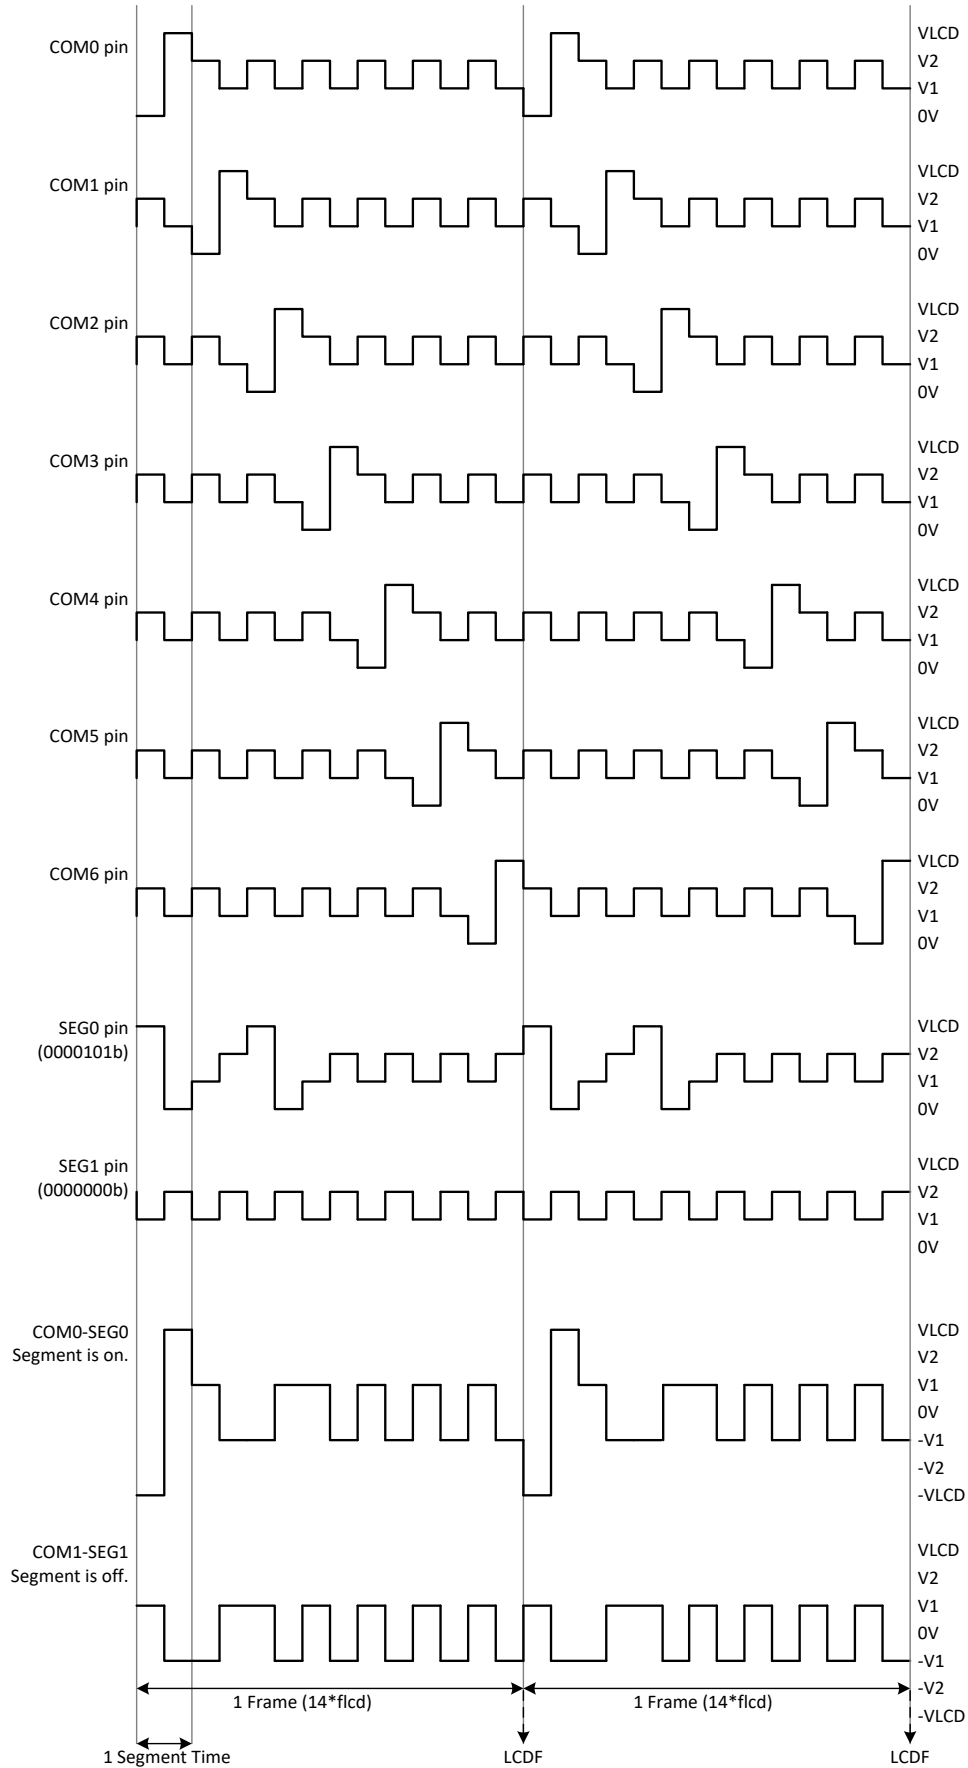 COM0 pin
VLCD
V2
V1
0V
COM1 pin
VLCD
V2
V1
0V
COM2 pin
VLCD
V2
V1
0V
COM3 pin
VLCD
V2
V1
0V
COM4 pin
VLCD
V2
V1
0V
COM5 pin
VLCD
V2
V1
0V
COM6 pin
VLCD
V2
V1
0V
SEG0 pin
(0000101b)
VLCD
V2
V1
0V
SEG1 pin
(0000000b)
VLCD
V2
V1
0V
COM0-SEG0
Segment is on.
VLCD
V2
V1
0V
-V1
-V2
-VLCD
COM1-SEG1
Segment is off.
VLCD
V2
V1
0V
-V1
-V2
-VLCD
1 Frame (14*flcd)
1 Frame (14*flcd)
1 Segment Time
LCDF
LCDF